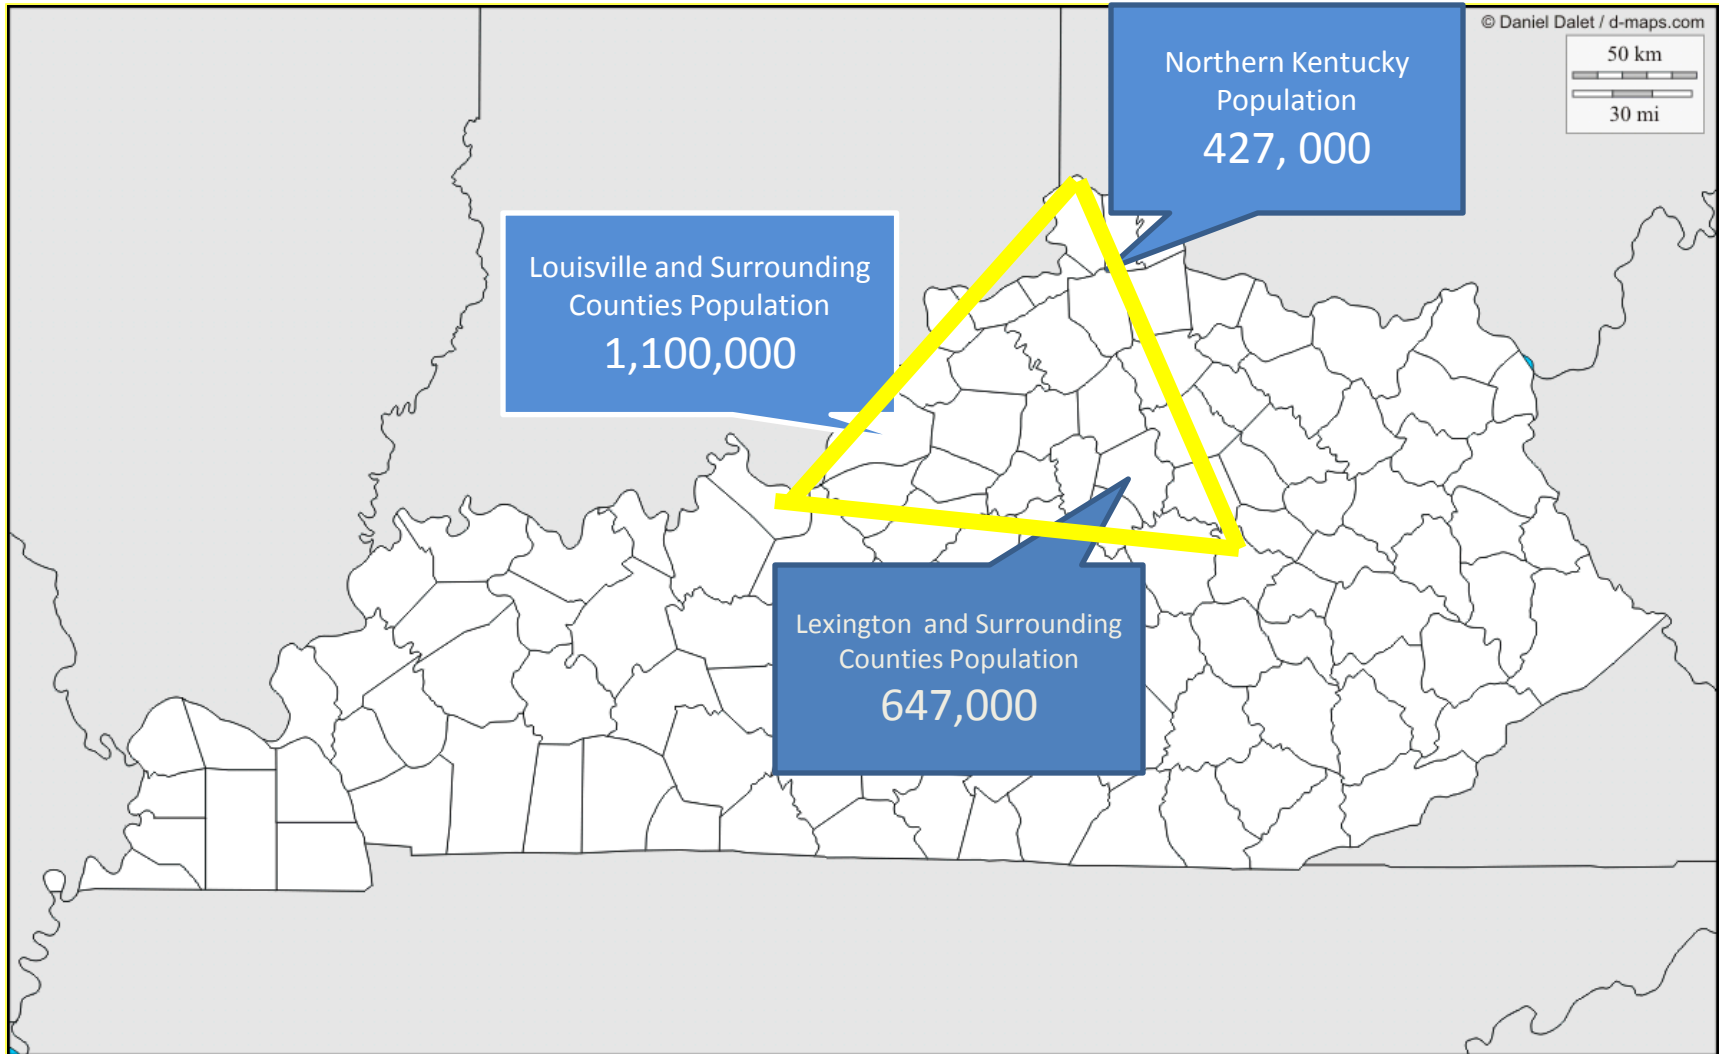 © Daniel Dalet / d-maps.com
50 km
30 mi
Northern Kentucky
Population
427, 000
Louisville and Surrounding
Counties Population
1,100,000
Lexington  and Surrounding
Counties Population
647,000